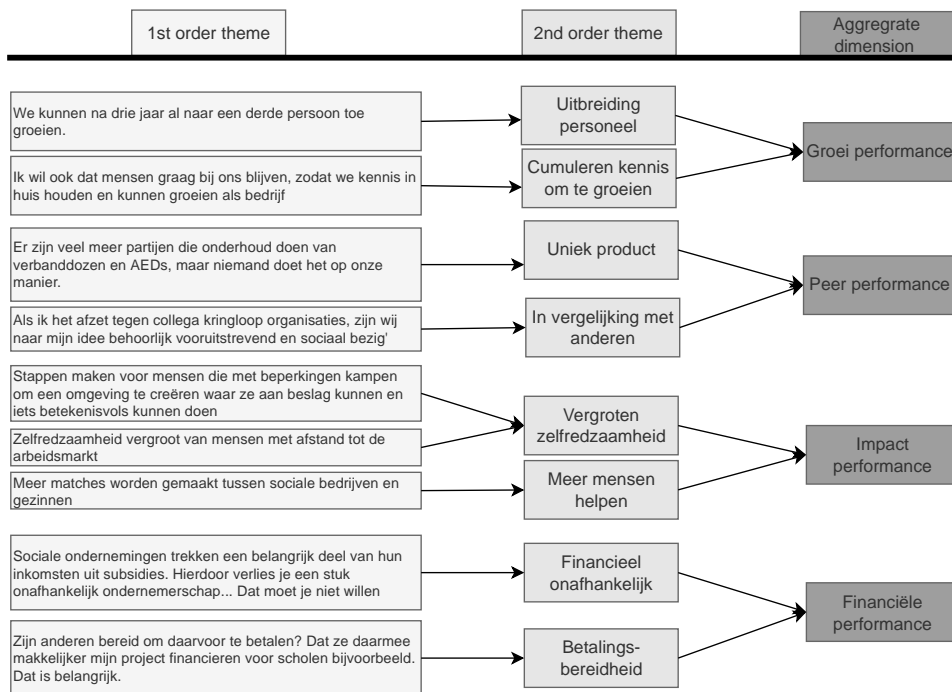 1st order theme
2nd order theme
Aggregrate
dimension
We kunnen na drie jaar al naar een derde persoon toe
groeien.
Uitbreiding
personeel
Groei performance
Ik wil ook dat mensen graag bij ons blijven, zodat we kennis in
huis houden en kunnen groeien als bedrijf
Cumuleren kennis
om te groeien
Er zijn veel meer partijen die onderhoud doen van
verbanddozen en AEDs, maar niemand doet het op onze
manier.
Uniek product
Peer performance
Als ik het afzet tegen collega kringloop organisaties, zijn wij
naar mijn idee behoorlijk vooruitstrevend en sociaal bezig'
In vergelijking met
anderen
Stappen maken voor mensen die met beperkingen kampen
om een omgeving te creëren waar ze aan beslag kunnen en
iets betekenisvols kunnen doen
Vergroten
zelfredzaamheid
Zelfredzaamheid vergroot van mensen met afstand tot de
arbeidsmarkt
Impact
performance
Meer matches worden gemaakt tussen sociale bedrijven en
gezinnen
Meer mensen
helpen
Sociale ondernemingen trekken een belangrijk deel van hun
inkomsten uit subsidies. Hierdoor verlies je een stuk
onafhankelijk ondernemerschap... Dat moet je niet willen
Financieel
onafhankelijk
Financiële
performance
Zijn anderen bereid om daarvoor te betalen? Dat ze daarmee
makkelijker mijn project financieren voor scholen bijvoorbeeld.
Dat is belangrijk.
Betalings-
bereidheid